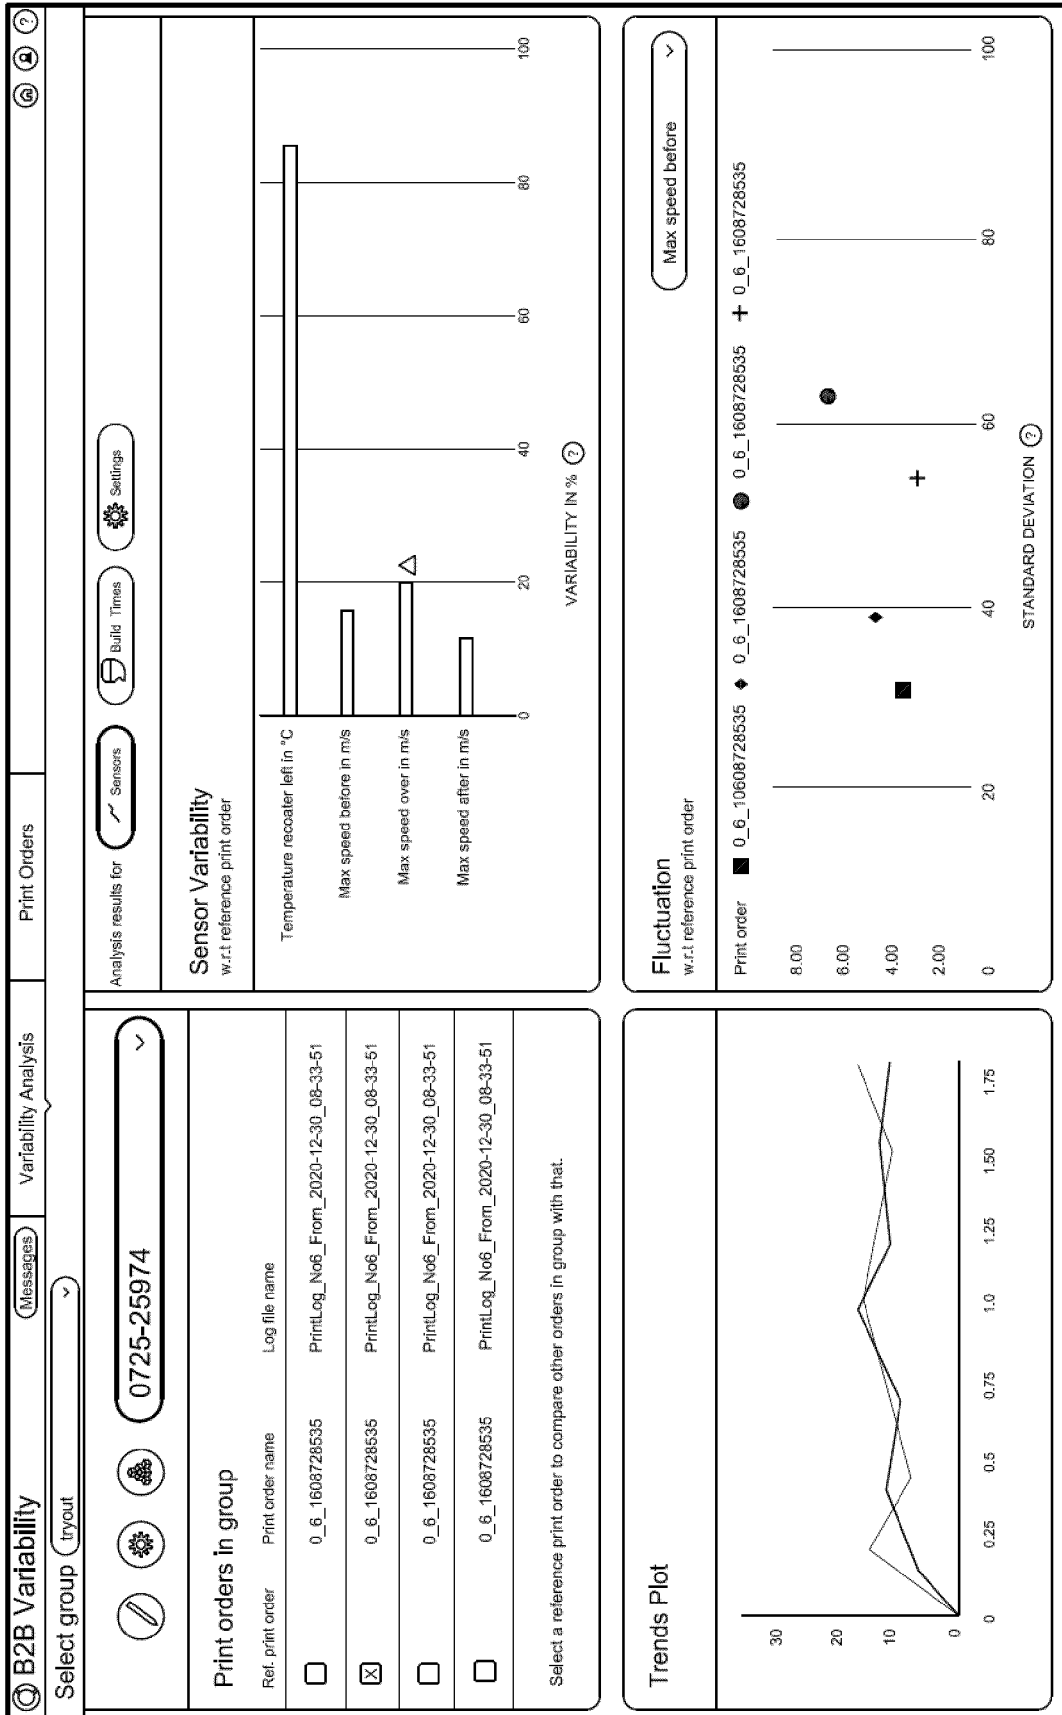 B2B Variability
Messages
Variability Analysis
Print Orders
?
Select group
tryout
0725-25974
Print orders in group
Ref. print order Print order name Log file name
0_6_1608728535 PrintLog_No6_From_2020-12-30_08-33-51
X 0_6_1608728535 PrintLog_No6_From_2020-12-30_08-33-51
0_6_1608728535 PrintLog_No6_From_2020-12-30_08-33-51
0_6_1608728535 PrintLog_No6_From_2020-12-30_08-33-51
Select a reference print order to compare other orders in group with that.
Analysis results for Sensors Build Times Settings
Sensor Variability
w.r.t reference print order
Temperature recoater left in °C
Max speed before in m/s
Max speed over in m/s
Max speed after in m/s
0 20 40 60 80 100
VARIABILITY IN % ?
Trends Plot
30
20
10
0
0 0.25 0.5 0.75 1.0 1.25 1.50 1.75
Fluctuation
w.r.t reference print order
Max speed before
Print order 0_6_10608728535 0_6_1608728535 0_6_1608728535 0_6_1608728535
8.00
6.00
4.00
2.00
0 20 40 60 80 100
STANDARD DEVIATION ?